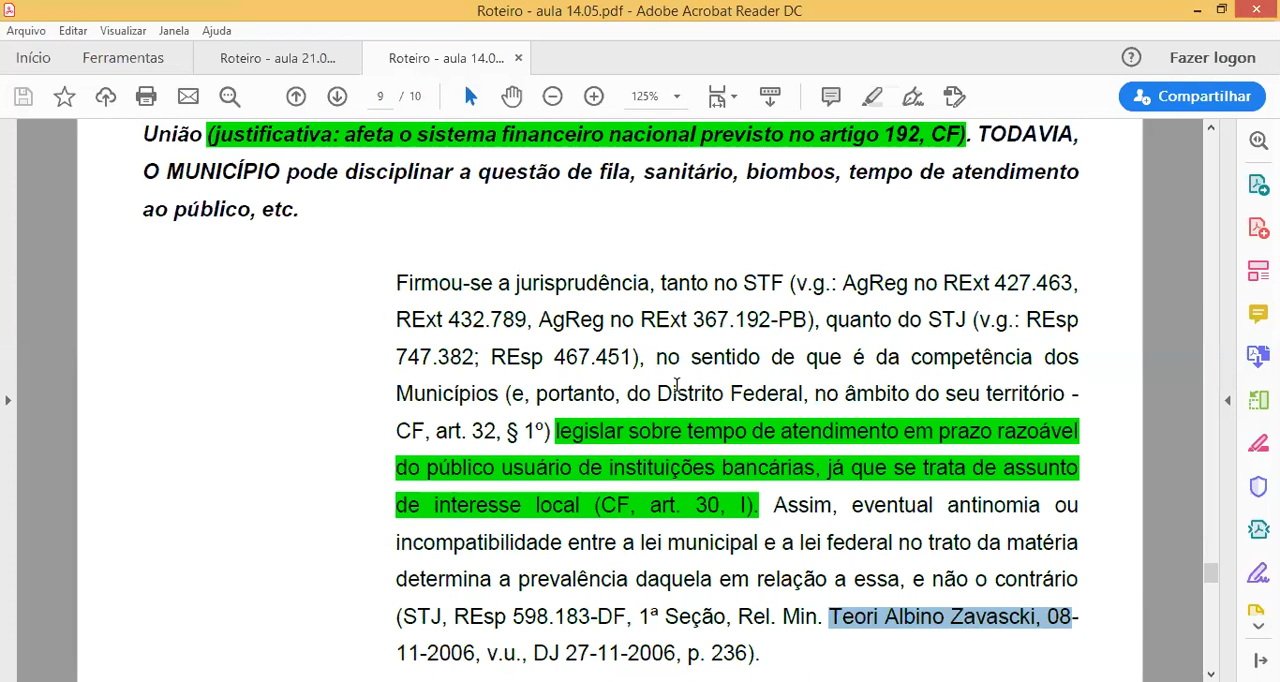 Roteiro - aula 14.05.pdf - Adobe Acrobat Reader DC
Arquivo Editar Visualizar Janela Ajuda
Início Ferramentas Roteiro - aula 21.0... Roteiro - aula 14.0... × ? Fazer logon
9 / 10 125% Compartilhar
União (justificativa: afeta o sistema financeiro nacional previsto no artigo 192, CF). TODAVIA,
O MUNICÍPIO pode disciplinar a questão de fila, sanitário, biombos, tempo de atendimento
ao público, etc.
Firmou-se a jurisprudência, tanto no STF (v.g.: AgReg no RExt 427.463,
RExt 432.789, AgReg no RExt 367.192-PB), quanto do STJ (v.g.: REsp
747.382; REsp 467.451), no sentido de que é da competência dos
Municípios (e, portanto, do Distrito Federal, no âmbito do seu território -
CF, art. 32, § 1º) legislar sobre tempo de atendimento em prazo razoável
do público usuário de instituições bancárias, já que se trata de assunto
de interesse local (CF, art. 30, I). Assim, eventual antinomia ou
incompatibilidade entre a lei municipal e a lei federal no trato da matéria
determina a prevalência daquela em relação a essa, e não o contrário
(STJ, REsp 598.183-DF, 1ª Seção, Rel. Min. Teori Albino Zavascki, 08-
11-2006, v.u., DJ 27-11-2006, p. 236).